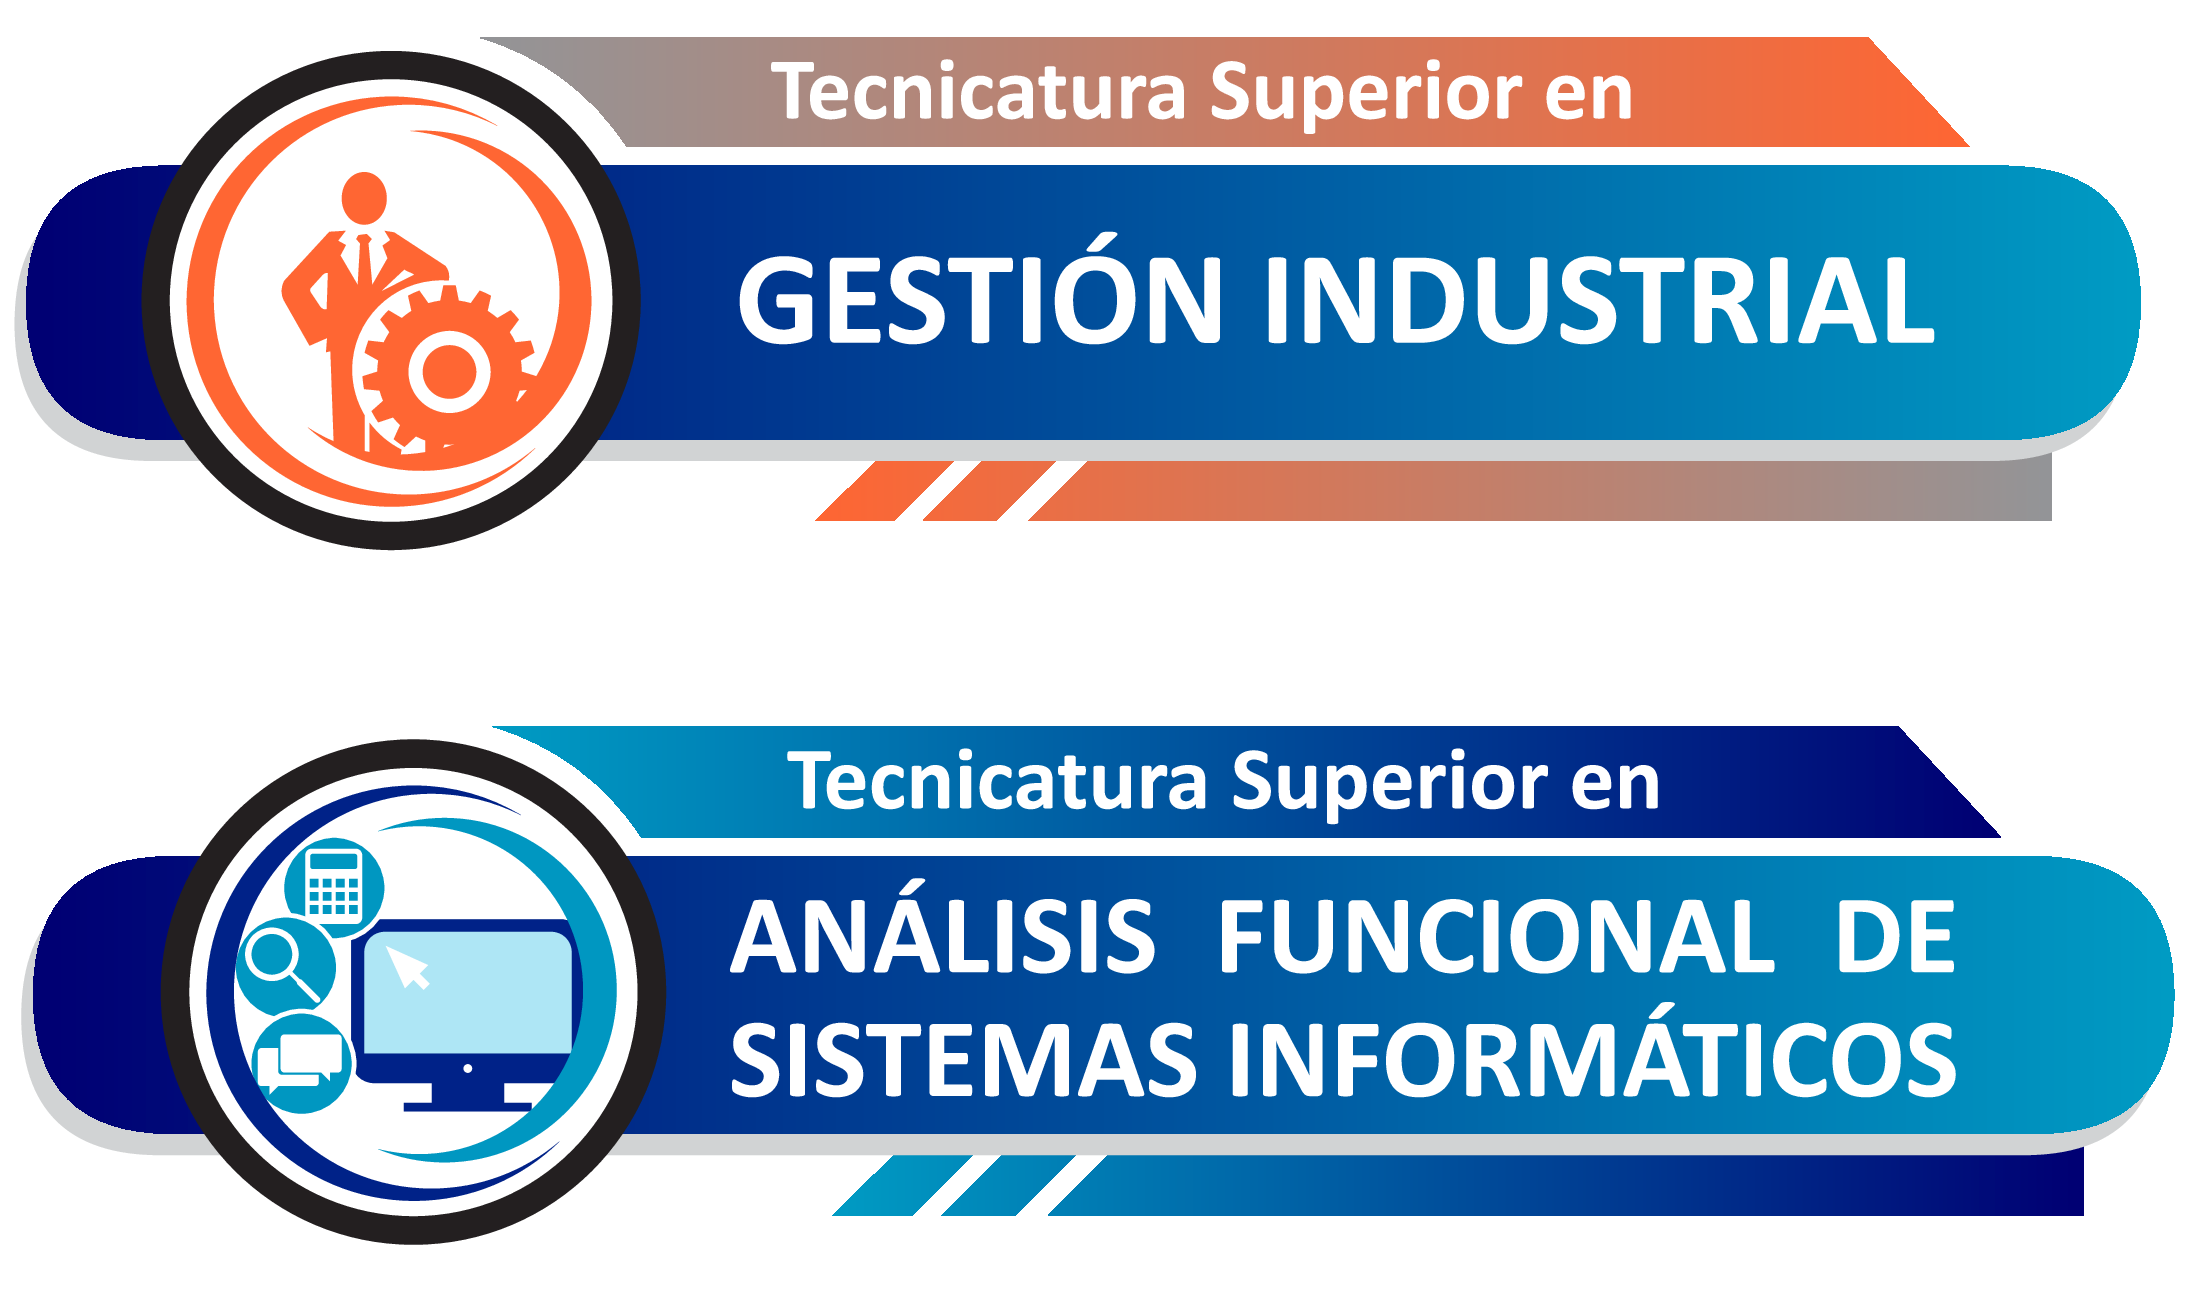 Tecnicatura Superior en
GESTIÓN INDUSTRIAL
Tecnicatura Superior en
ANÁLISIS FUNCIONAL DE
SISTEMAS INFORMÁTICOS